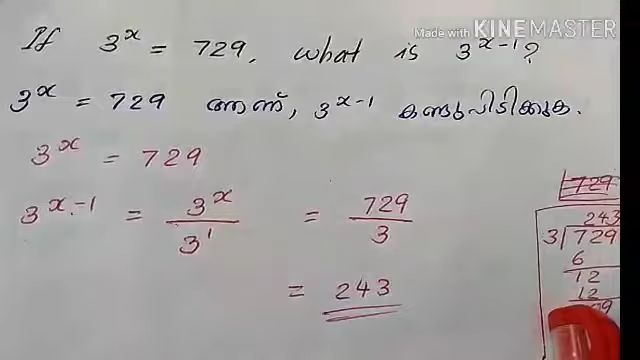 Made with KINEMASTER
If 3^x = 729, what is 3^(x-1)?
3^x = 729 ആണ്, 3^(x-1) കണ്ടുപിടിക്കുക.
3^x = 729
3^(x-1) = 3^x / 3^1 = 729 / 3
= 243
729
243
3 729
6
12
12
09